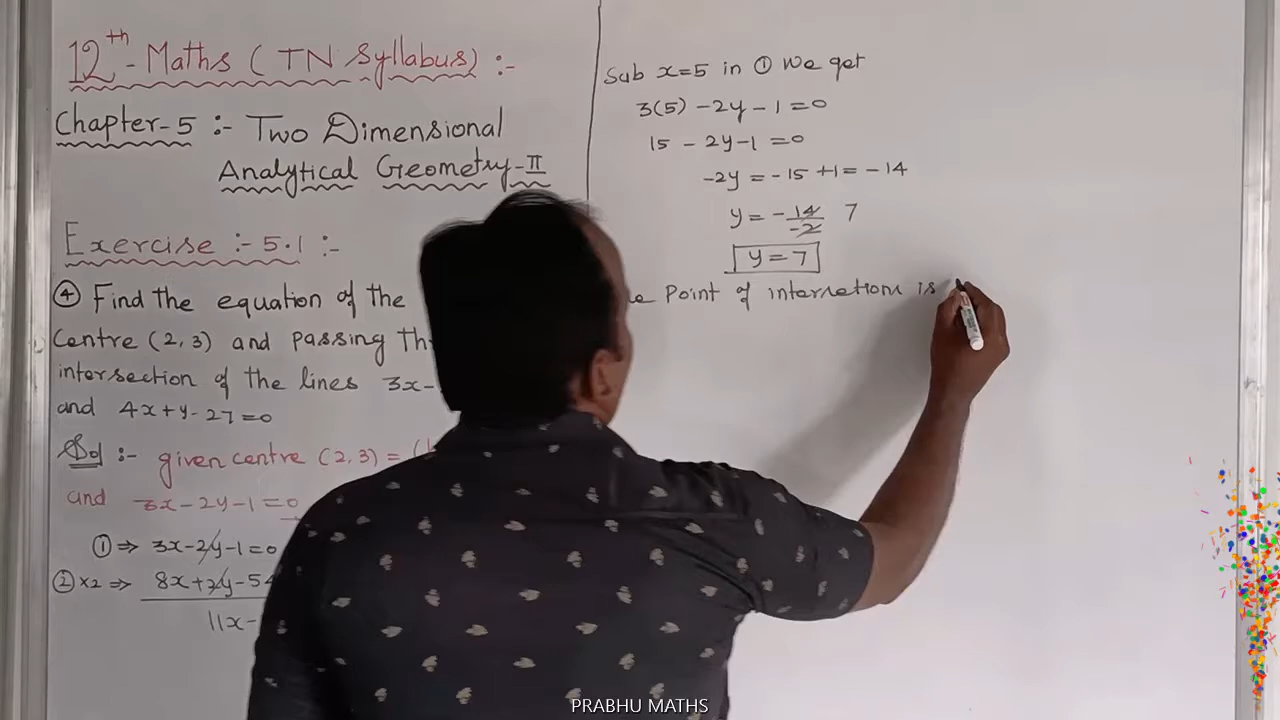 12th - Maths ( TN Syllabus) :-
Chapter-5 :- Two Dimensional
Analytical Geometry-II
Exercise :- 5.1 :-
④ Find the equation of the
Centre (2,3) and passing
intersection of the lines 3x-
and 4x+y-27=0
Sol :- given centre (2,3) =
and 3x-2y-1=0
① ⇒ 3x-2y-1=0
② ×2 ⇒ 8x+2y-54
11x-
Sub x=5 in ① We get
3(5) -2y-1=0
15 - 2y-1 =0
-2y = -15 +1 = -14
y = -14/-2 7
y = 7
Point of intersetion is
PRABHU MATHS